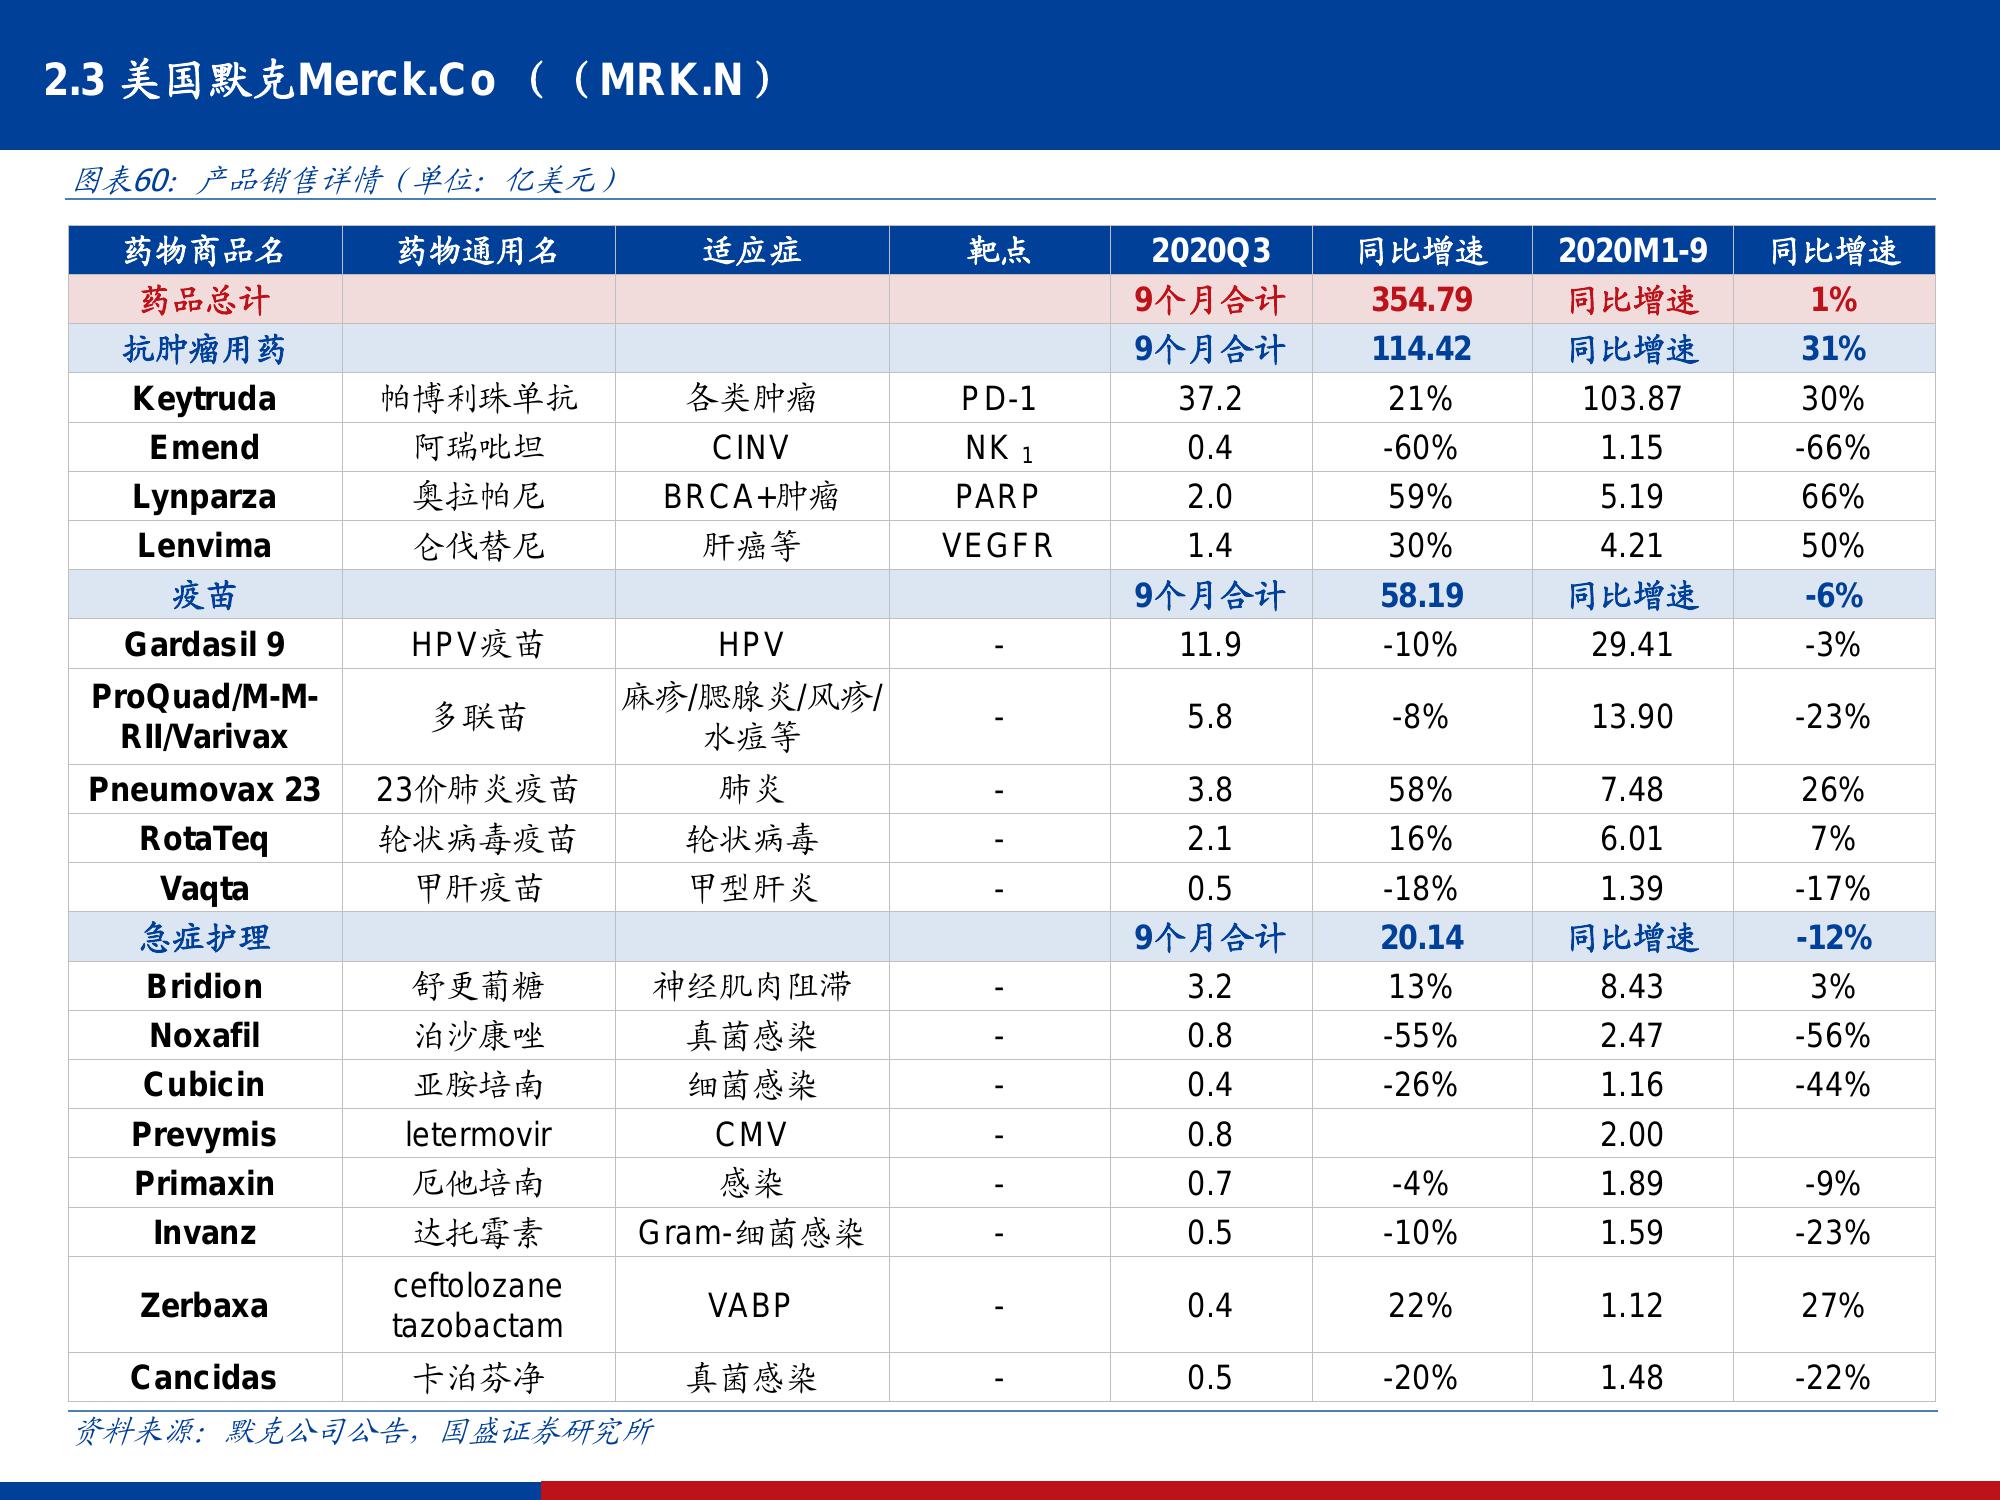 2.3 美国默克Merck.Co（（MRK.N）
图表60：产品销售详情（单位：亿美元）
药物商品名 药物通用名 适应症 靶点 2020Q3 同比增速 2020M1-9 同比增速
药品总计 9个月合计 354.79 同比增速 1%
抗肿瘤用药 9个月合计 114.42 同比增速 31%
Keytruda 帕博利珠单抗 各类肿瘤 PD-1 37.2 21% 103.87 30%
Emend 阿瑞吡坦 CINV NK 1 0.4 -60% 1.15 -66%
Lynparza 奥拉帕尼 BRCA+肿瘤 PARP 2.0 59% 5.19 66%
Lenvima 仑伐替尼 肝癌等 VEGFR 1.4 30% 4.21 50%
疫苗 9个月合计 58.19 同比增速 -6%
Gardasil 9 HPV疫苗 HPV - 11.9 -10% 29.41 -3%
ProQuad/M-M-
RII/Varivax 多联苗 麻疹/腮腺炎/风疹/
水痘等 - 5.8 -8% 13.90 -23%
Pneumovax 23 23价肺炎疫苗 肺炎 - 3.8 58% 7.48 26%
RotaTeq 轮状病毒疫苗 轮状病毒 - 2.1 16% 6.01 7%
Vaqta 甲肝疫苗 甲型肝炎 - 0.5 -18% 1.39 -17%
急症护理 9个月合计 20.14 同比增速 -12%
Bridion 舒更葡糖 神经肌肉阻滞 - 3.2 13% 8.43 3%
Noxafil 泊沙康唑 真菌感染 - 0.8 -55% 2.47 -56%
Cubicin 亚胺培南 细菌感染 - 0.4 -26% 1.16 -44%
Prevymis letermovir CMV - 0.8 2.00
Primaxin 厄他培南 感染 - 0.7 -4% 1.89 -9%
Invanz 达托霉素 Gram-细菌感染 - 0.5 -10% 1.59 -23%
Zerbaxa ceftolozane
tazobactam VABP - 0.4 22% 1.12 27%
Cancidas 卡泊芬净 真菌感染 - 0.5 -20% 1.48 -22%
资料来源：默克公司公告，国盛证券研究所